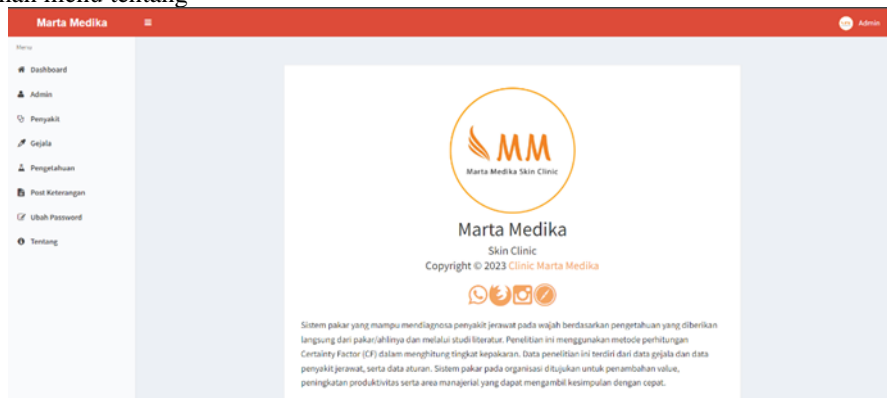 nan menu tentang
Marta Medika
Admin
Menu
Dashboard
Admin
Penyakit
Gejala
Pengetahuan
Post Keterangan
Ubah Password
Tentang
MM
Marta Medika Skin Clinic
Marta Medika
Skin Clinic
Copyright © 2023 Clinic Marta Medika
Sistem pakar yang mampu mendiagnosa penyakit jerawat pada wajah berdasarkan pengetahuan yang diberikan
langsung dari pakar/ahlinya dan melalui studi literatur. Penelitian ini menggunakan metode perhitungan
Certainty Factor (CF) dalam menghitung tingkat kepakaran. Data penelitian ini terdiri dari data gejala dan data
penyakit jerawat, serta data aturan. Sistem pakar pada organisasi ditujukan untuk penambahan value,
peningkatan produktivitas serta area manajerial yang dapat mengambil kesimpulan dengan cepat.